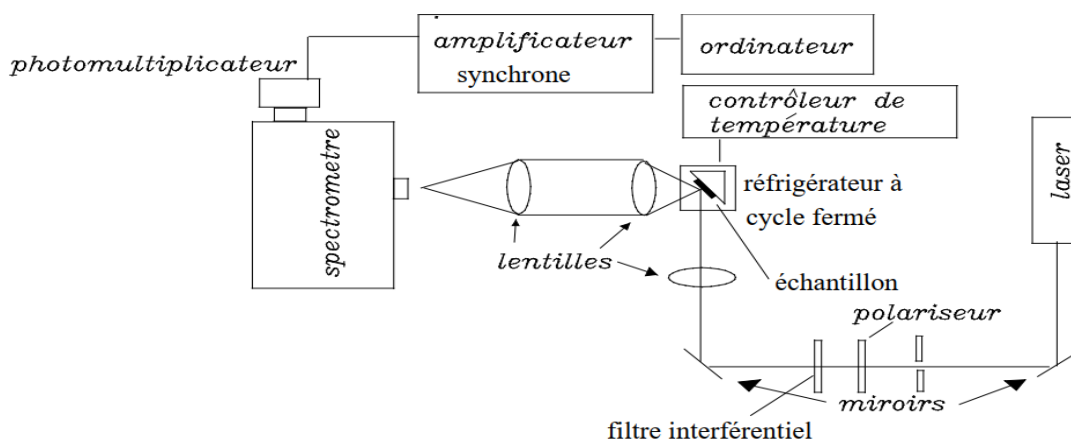 amplificateur
synchrone
ordinateur
photomultiplicateur
contrôleur de
température
laser
spectrometre
réfrigérateur à
cycle fermé
lentilles
échantillon
polariseur
miroirs
filtre interférentiel